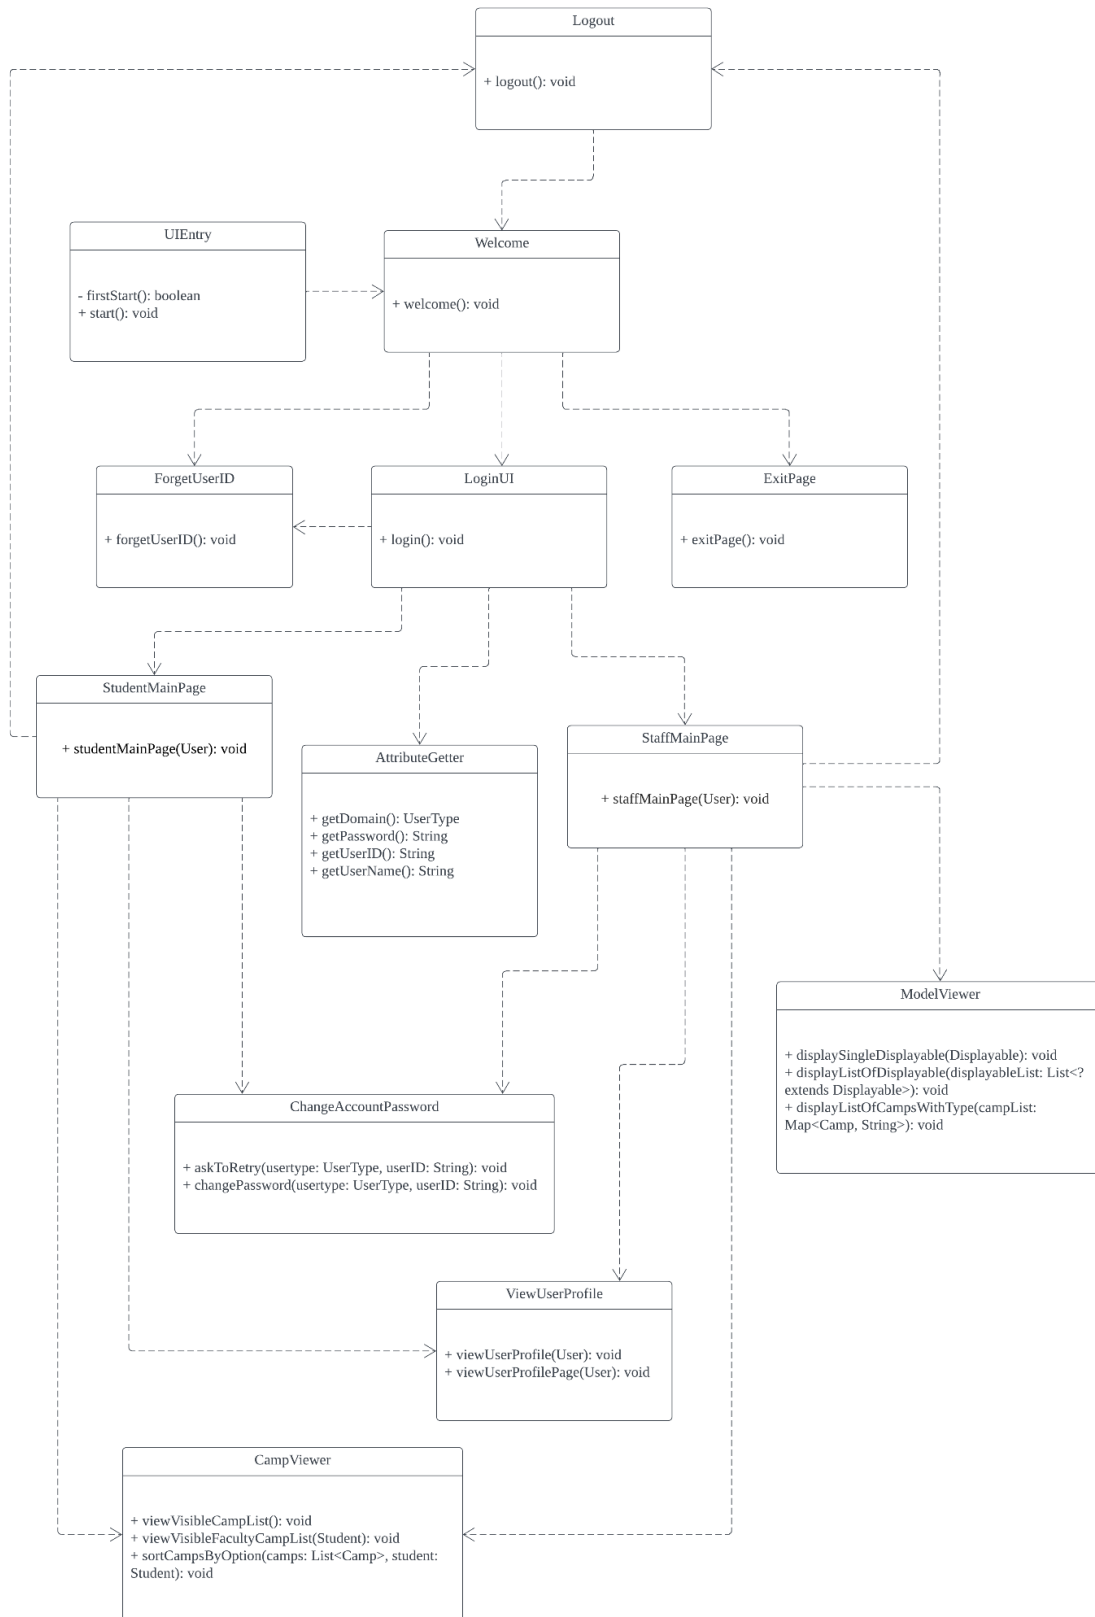 Logout
+ logout(): void
UIEntry
- firstStart(): boolean
+ start(): void
Welcome
+ welcome(): void
ForgetUserID
+ forgetUserID(): void
LoginUI
+ login(): void
ExitPage
+ exitPage(): void
StudentMainPage
+ studentMainPage(User): void
AttributeGetter
+ getDomain(): UserType
+ getPassword(): String
+ getUserID(): String
+ getUserName(): String
StaffMainPage
+ staffMainPage(User): void
ModelViewer
+ displaySingleDisplayable(Displayable): void
+ displayListOfDisplayable(displayableList: List<?
extends Displayable>): void
+ displayListOfCampsWithType(campList:
Map<Camp, String>): void
ChangeAccountPassword
+ askToRetry(usertype: UserType, userID: String): void
+ changePassword(usertype: UserType, userID: String): void
ViewUserProfile
+ viewUserProfile(User): void
+ viewUserProfilePage(User): void
CampViewer
+ viewVisibleCampList(): void
+ viewVisibleFacultyCampList(Student): void
+ sortCampsByOption(camps: List<Camp>, student:
Student): void